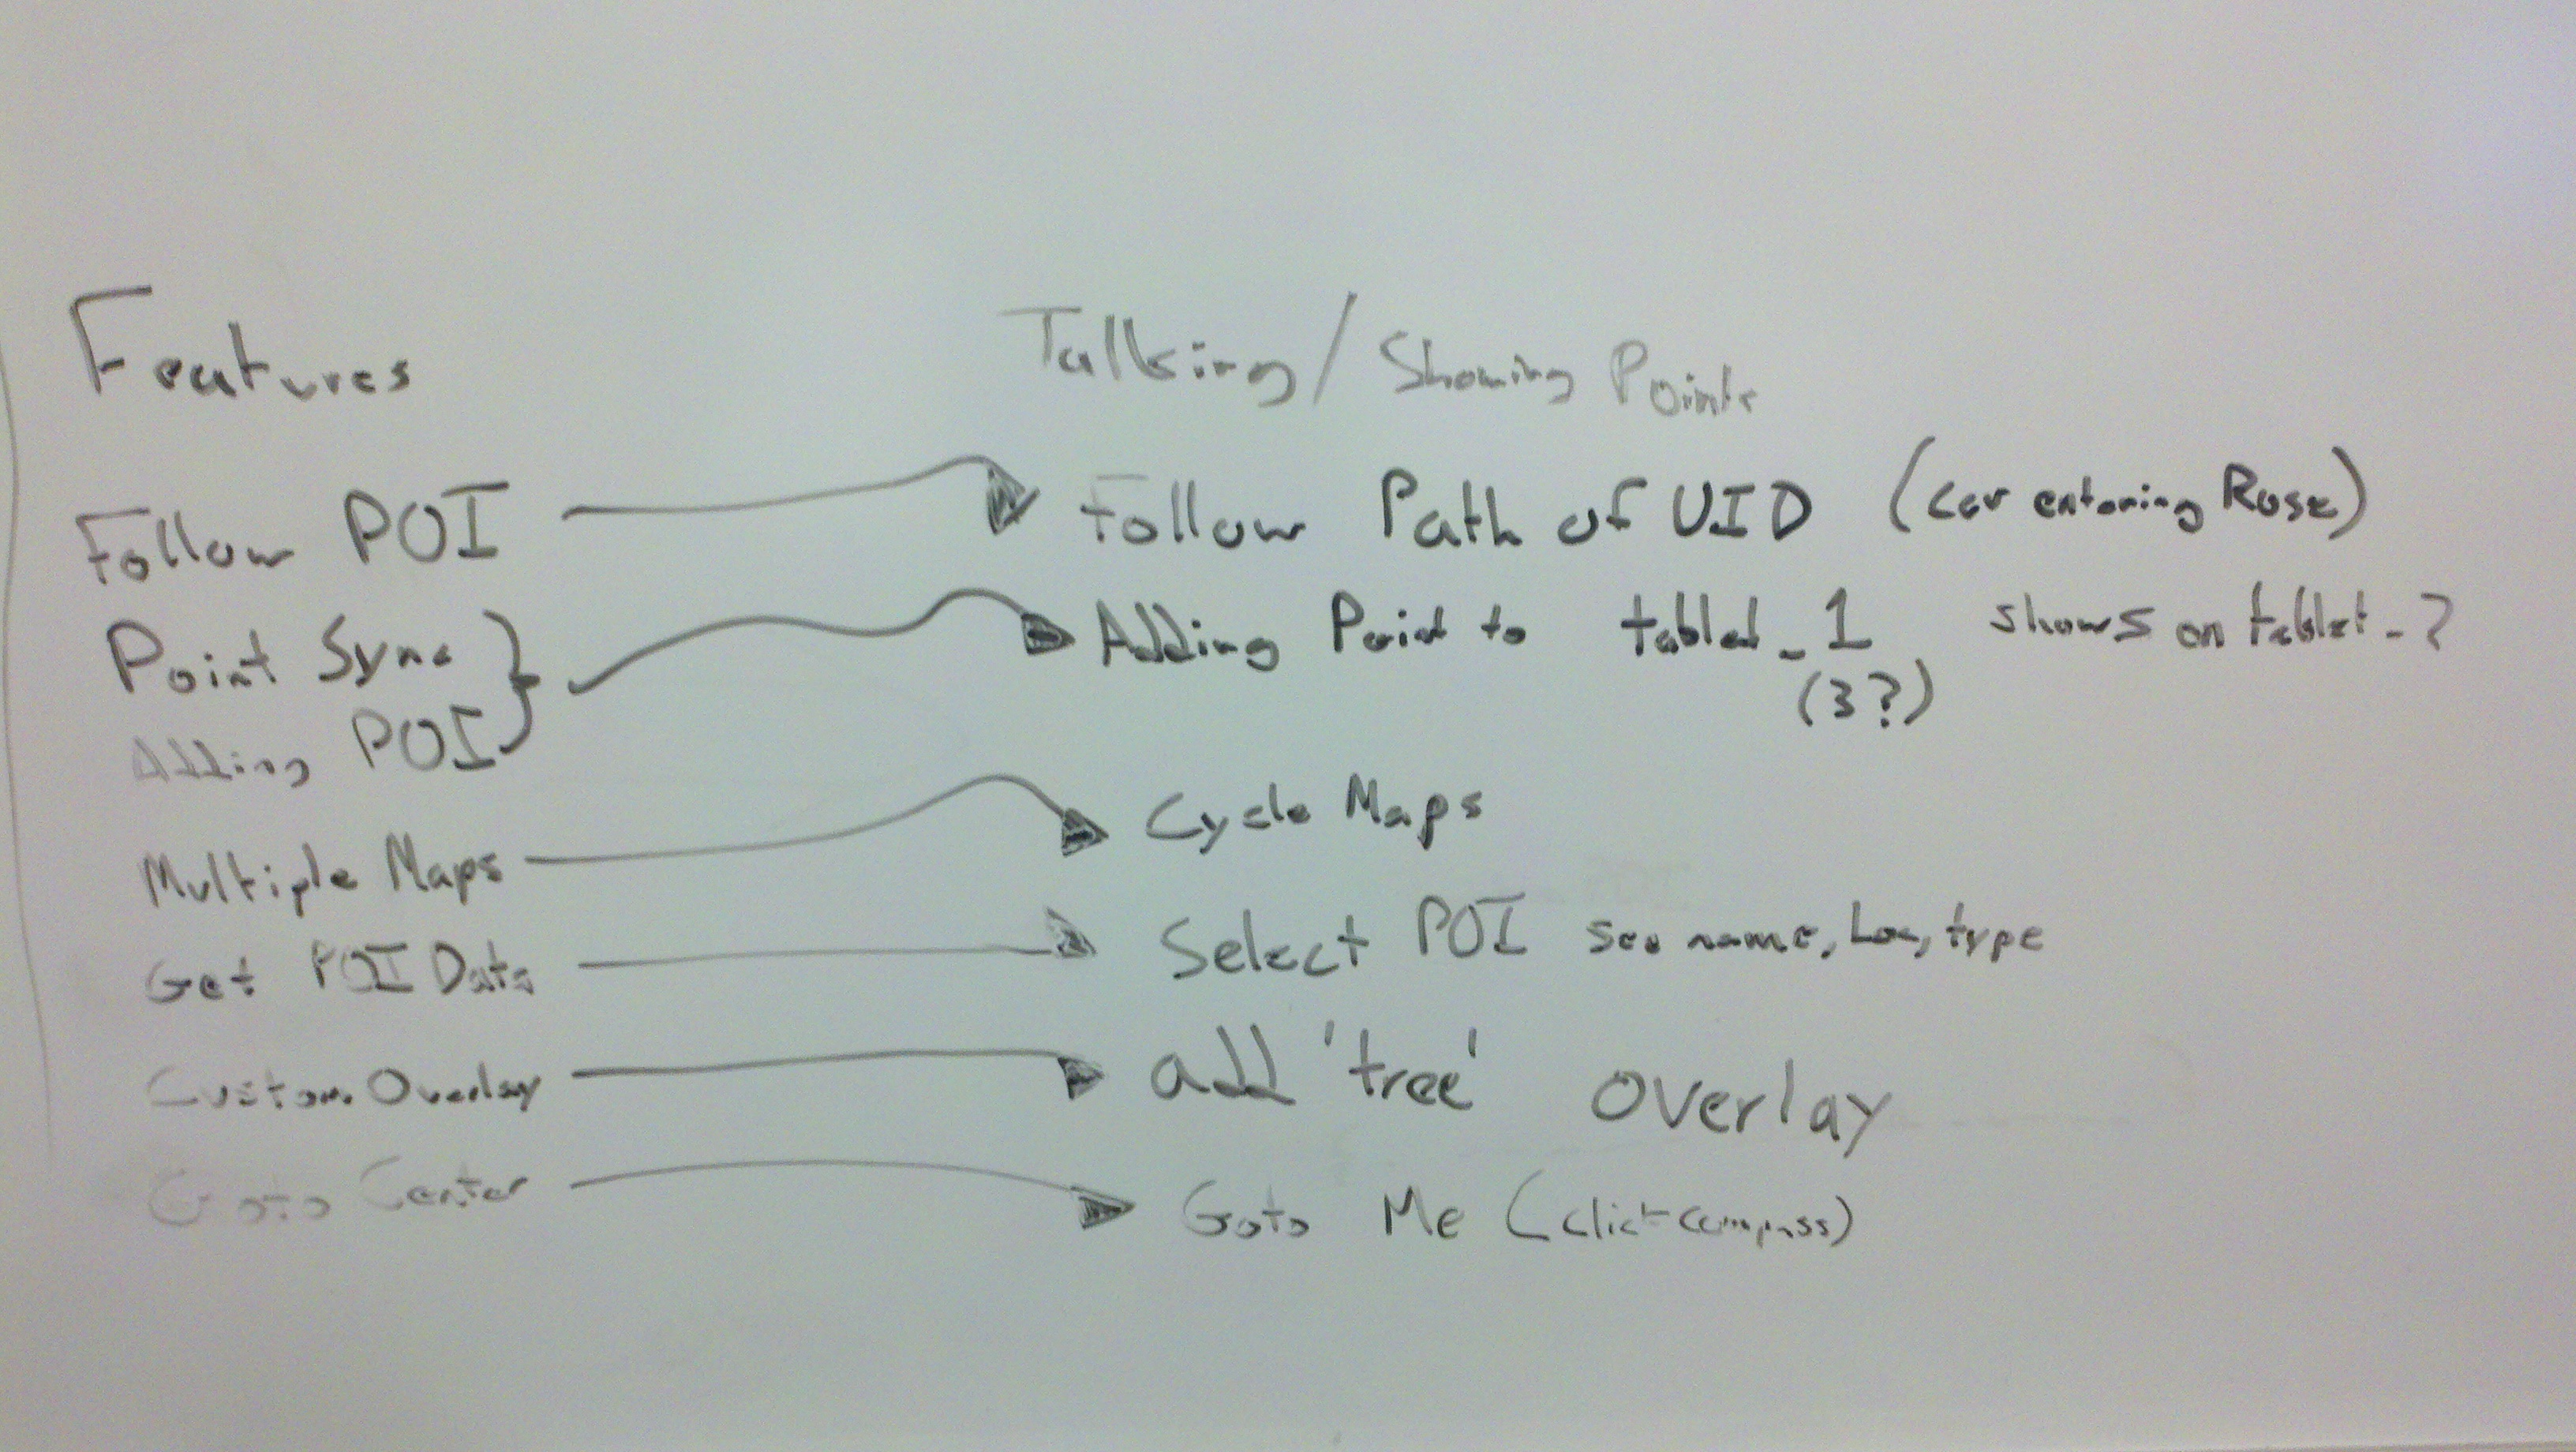 Features
Talking/Showing Points
Follow POI
Follow Path of UID (car entering Rose)
Point Sync
Adding POI
Adding Point to tablet_1 shows on tablet_?
(3?)
Multiple Maps
Cycle Maps
Get POI Data
Select POI see name, Loc, type
Custom Overlay
add 'tree' overlay
Goto Center
Goto Me (click compass)